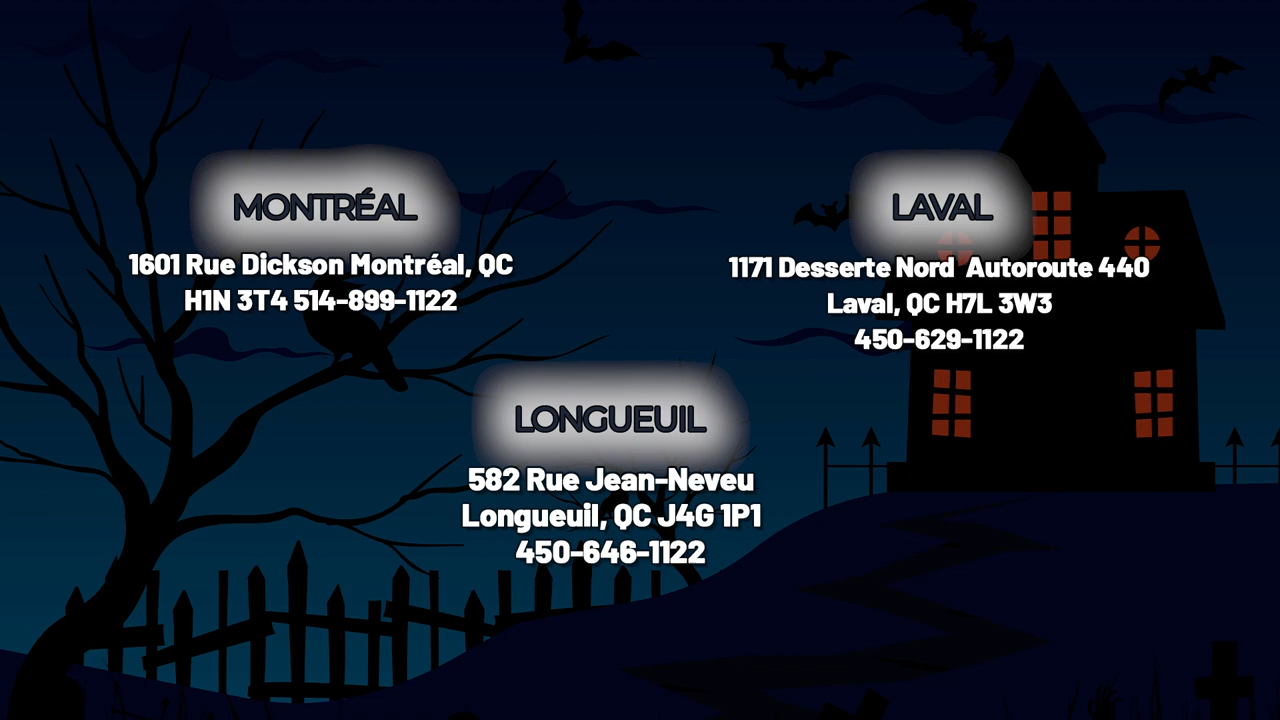 MONTRÉAL
1601 Rue Dickson Montréal, QC
H1N 3T4 514-899-1122
LAVAL
1171 Desserte Nord  Autoroute 440
Laval, QC H7L 3W3
450-629-1122
LONGUEUIL
582 Rue Jean-Neveu
Longueuil, QC J4G 1P1
450-646-1122